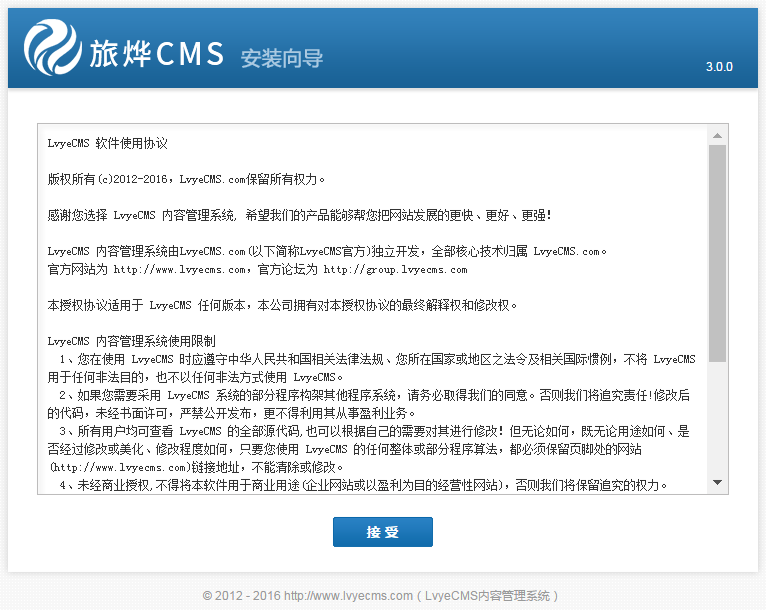 旅烨CMS 安装向导
3.0.0
LvyeCMS 软件使用协议
版权所有(c)2012-2016，LvyeCMS.com保留所有权力。
感谢您选择 LvyeCMS 内容管理系统, 希望我们的产品能够帮您把网站发展的更快、更好、更强！
LvyeCMS 内容管理系统由LvyeCMS.com(以下简称LvyeCMS官方)独立开发，全部核心技术归属 LvyeCMS.com。
官方网站为 http://www.lvyecms.com，官方论坛为 http://group.lvyecms.com
本授权协议适用于 LvyeCMS 任何版本，本公司拥有对本授权协议的最终解释权和修改权。
LvyeCMS 内容管理系统使用限制
1、您在使用 LvyeCMS 时应遵守中华人民共和国相关法律法规、您所在国家或地区之法令及相关国际惯例，不将 LvyeCMS
用于任何非法目的，也不以任何非法方式使用 LvyeCMS。
2、如果您需要采用 LvyeCMS 系统的部分程序构架其他程序系统，请务必取得我们的同意。否则我们将追究责任!修改后
的代码，未经书面许可，严禁公开发布，更不得利用其从事盈利业务。
3、所有用户均可查看 LvyeCMS 的全部源代码,也可以根据自己的需要对其进行修改！但无论如何，既无论用途如何、是
否经过修改或美化、修改程度如何，只要您使用 LvyeCMS 的任何整体或部分程序算法，都必须保留页脚处的网站
(http://www.lvyecms.com)链接地址，不能清除或修改。
4、未经商业授权,不得将本软件用于商业用途(企业网站或以盈利为目的经营性网站)，否则我们将保留追究的权力。
接 受
© 2012 - 2016 http://www.lvyecms.com（ LvyeCMS内容管理系统 ）